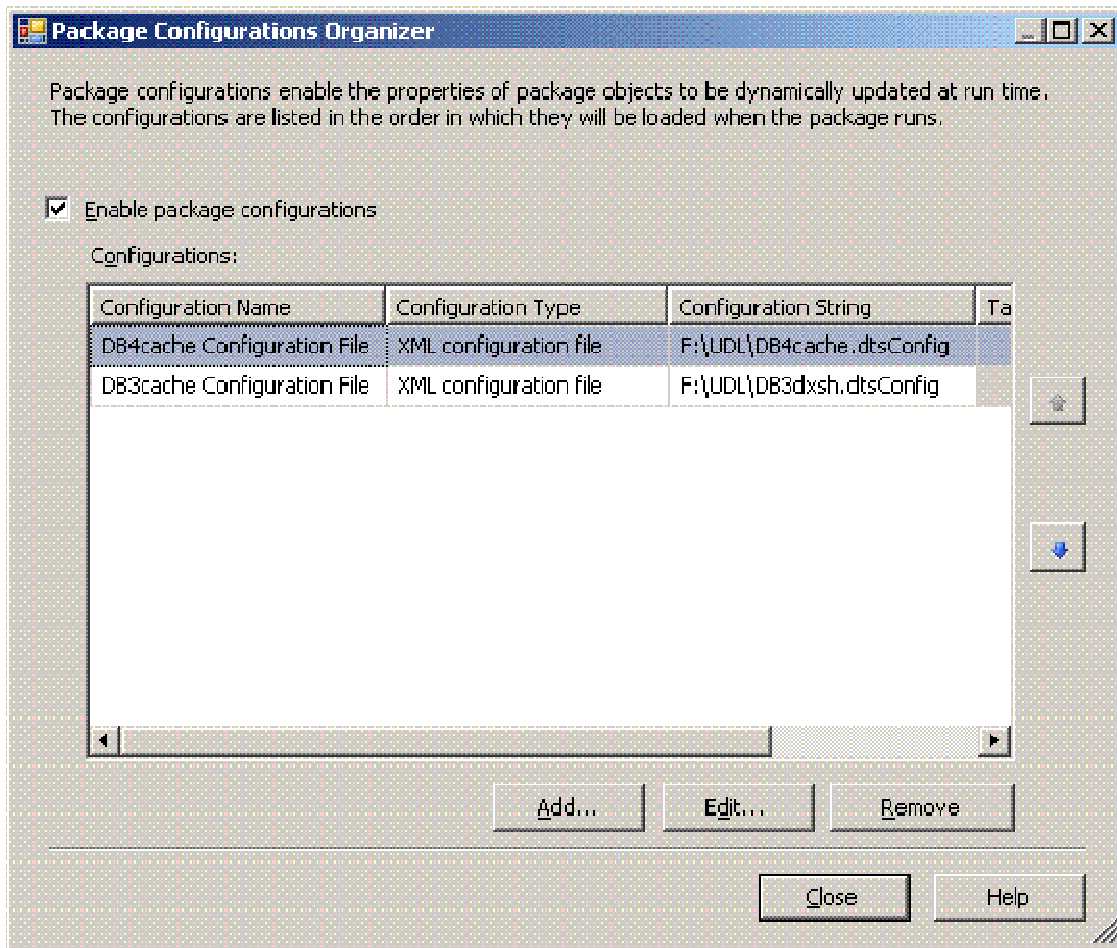 Package Configurations Organizer
Package configurations enable the properties of package objects to be dynamically updated at run time.
The configurations are listed in the order in which they will be loaded when the package runs.
Enable package configurations
Configurations:
Configuration Name Configuration Type Configuration String Ta
DB4cache Configuration File XML configuration file F:\UDL\DB4cache.dtsConfig
DB3cache Configuration File XML configuration file F:\UDL\DB3dxsh.dtsConfig
Add... Edit... Remove
Close Help